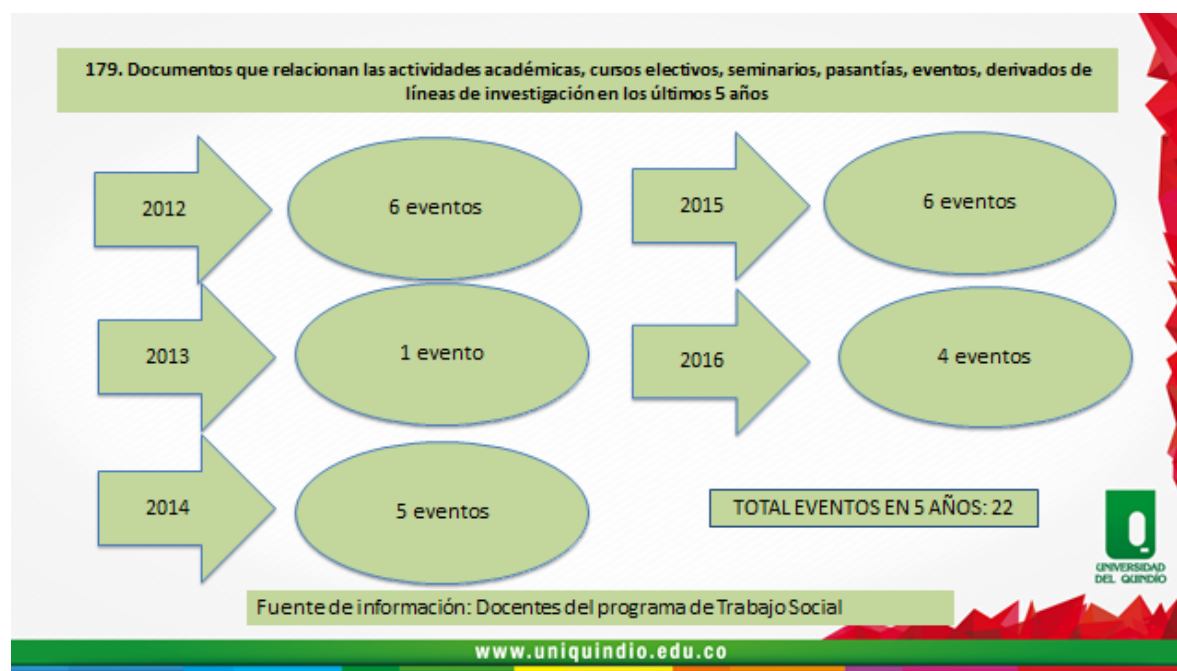 179. Documentos que relacionan las actividades académicas, cursos electivos, seminarios, pasantías, eventos, derivados de
líneas de investigación en los últimos 5 años
2012
6 eventos
2013
1 evento
2014
5 eventos
2015
6 eventos
2016
4 eventos
TOTAL EVENTOS EN 5 AÑOS: 22
UNIVERSIDAD
DEL QUINDÍO
Fuente de información: Docentes del programa de Trabajo Social
www.uniquindio.edu.co